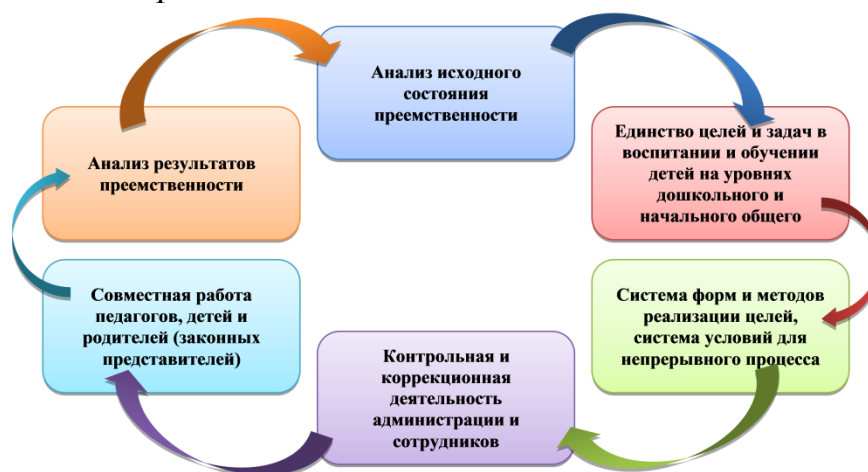 Анализ исходного
состояния
преемственности
Единство целей и задач в
воспитании и обучении
детей на уровнях
дошкольного и
начального общего
Система форм и методов
реализации целей,
система условий для
непрерывного процесса
Контрольная и
коррекционная
деятельность
администрации и
сотрудников
Совместная работа
педагогов, детей и
родителей (законных
представителей)
Анализ результатов
преемственности